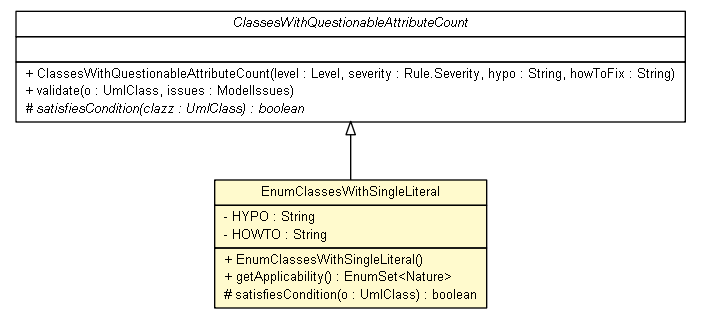 ClassesWithQuestionableAttributeCount
+ ClassesWithQuestionableAttributeCount(level : Level, severity : Rule.Severity, hypo : String, howToFix : String)
+ validate(o : UmlClass, issues : ModelIssues)
# satisfiesCondition(clazz : UmlClass) : boolean
EnumClassesWithSingleLiteral
- HYPO : String
- HOWTO : String
+ EnumClassesWithSingleLiteral()
+ getApplicability() : EnumSet<Nature>
# satisfiesCondition(o : UmlClass) : boolean